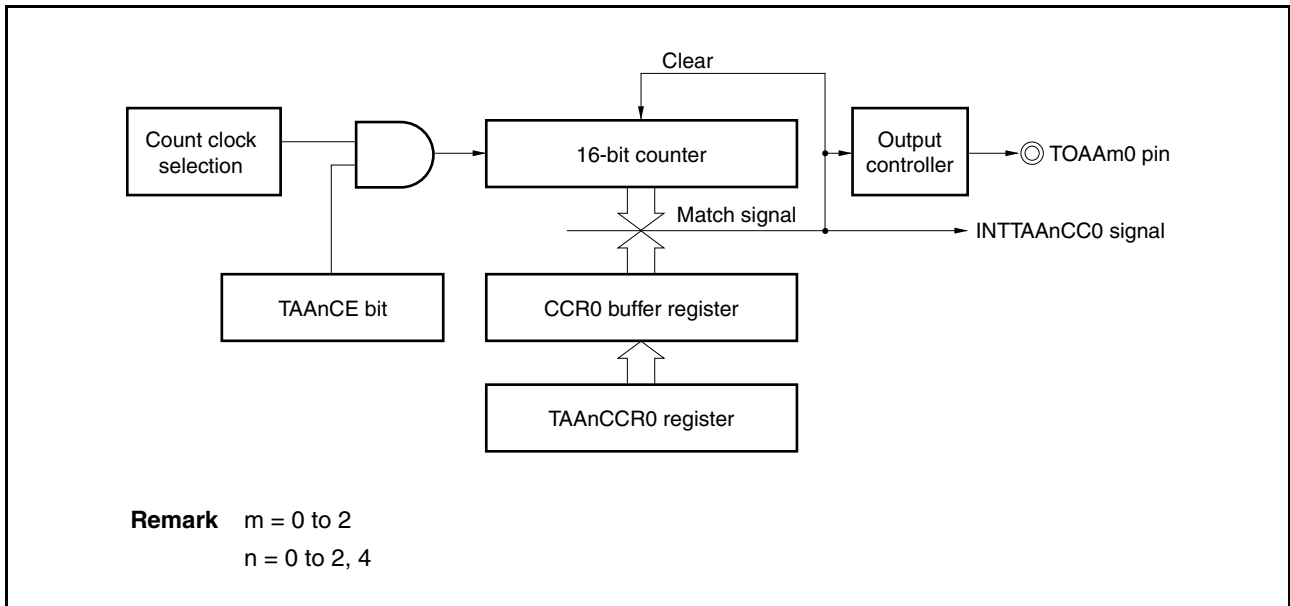 Clear
Count clock
selection
16-bit counter
Output
controller
TOAAm0 pin
Match signal
INTTAAnCC0 signal
TAAnCE bit
CCR0 buffer register
TAAnCCR0 register
Remark m = 0 to 2
n = 0 to 2, 4